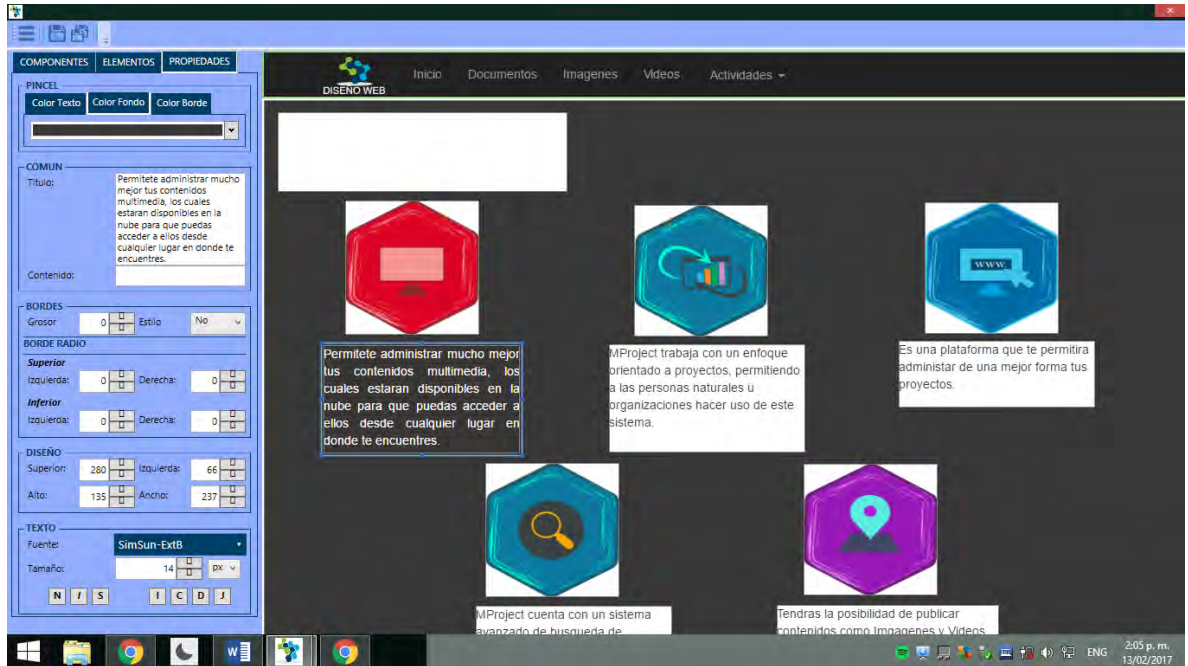 COMPONENTES ELEMENTOS PROPIEDADES
PINCEL
Color Texto Color Fondo Color Borde
COMUN
Titulo:
Permitete administrar mucho
mejor tus contenidos
multimedia, los cuales
estaran disponibles en la
nube para que puedas
acceder a ellos desde
cualquier lugar en donde te
encuentres.
Contenido:
BORDES
Grosor 0 Estilo No
BORDE RADIO
Superior
Izquierda: 0 Derecha: 0
Inferior
Izquierda: 0 Derecha: 0
DISEÑO
Superior: 280 Izquierda: 66
Alto: 135 Ancho: 237
TEXTO
Fuente: SimSun-ExtB
Tamaño: 14 px
N I S I C D J
DISEÑO WEB
Inicio Documentos Imagenes Videos Actividades
WWW.
Permitete administrar mucho mejor
tus contenidos multimedia, los
cuales estaran disponibles en la
nube para que puedas acceder a
ellos desde cualquier lugar en
donde te encuentres.
MProject trabaja con un enfoque
orientado a proyectos, permitiendo
a las personas naturales u
organizaciones hacer uso de este
sistema.
Es una plataforma que te permitira
administar de una mejor forma tus
proyectos.
MProject cuenta con un sistema
avanzado de busqueda de
Tendras la posibilidad de publicar
contenidos como Imgagenes y Videos
ENG
2:05 p. m.
13/02/2017